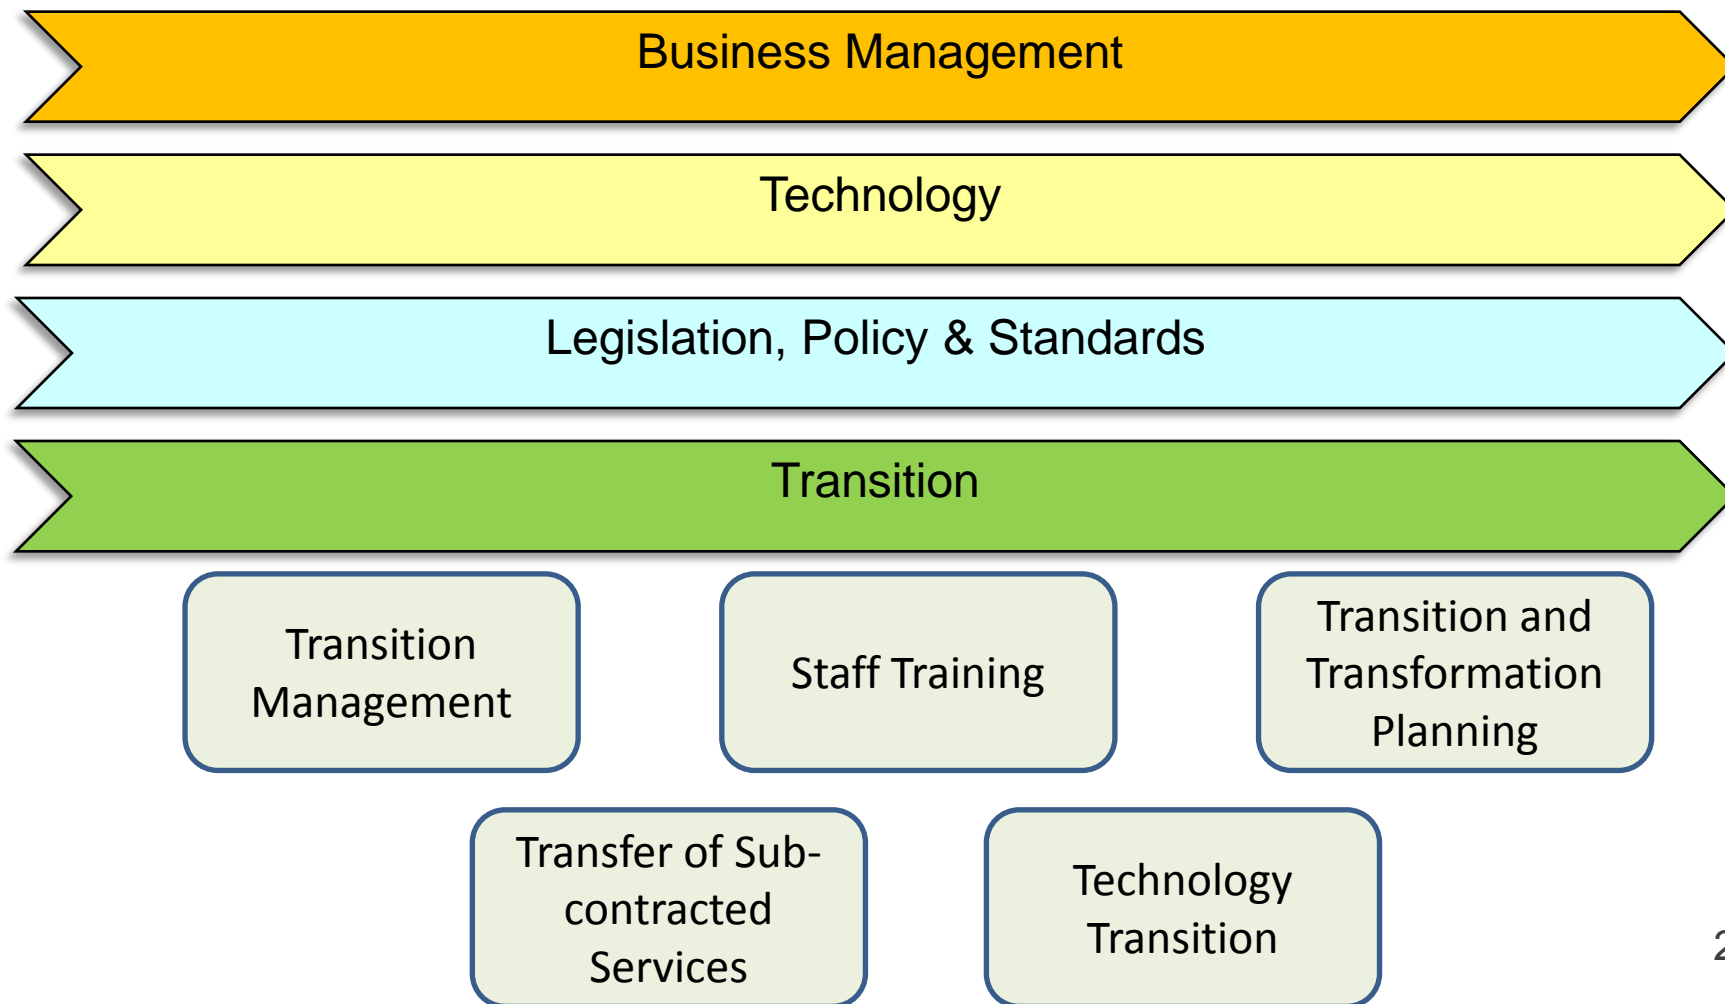 Business Management
Technology
Legislation, Policy & Standards
Transition
Transition
Management
Staff Training
Transition and
Transformation
Planning
Transfer of Sub-
contracted
Services
Technology
Transition